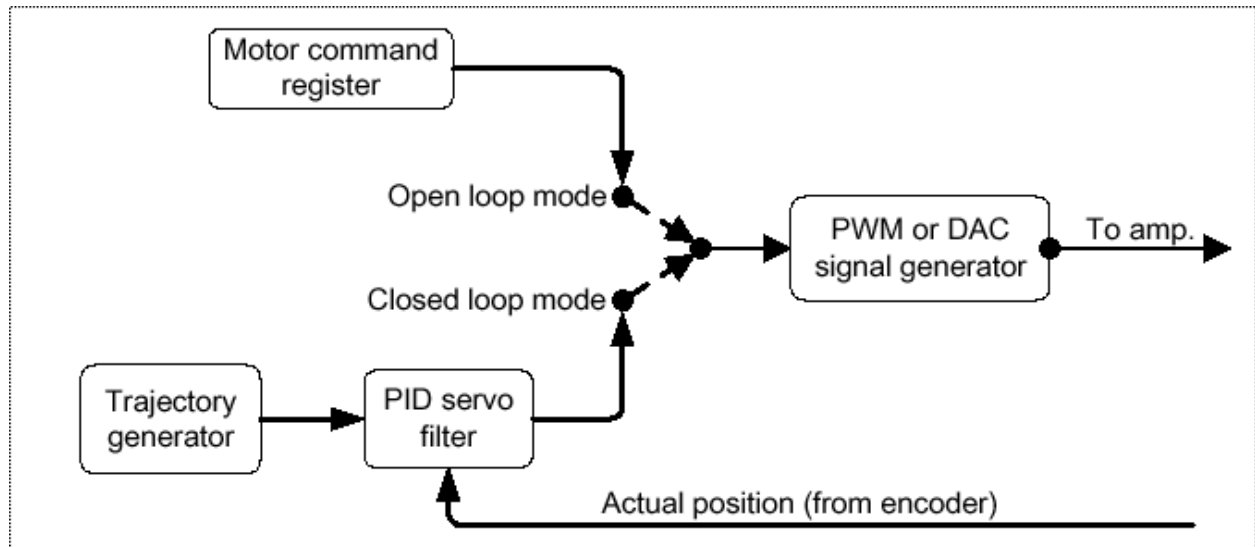 Motor command
register
Open loop mode
PWM or DAC
signal generator
To amp.
Closed loop mode
Trajectory
generator
PID servo
filter
Actual position (from encoder)